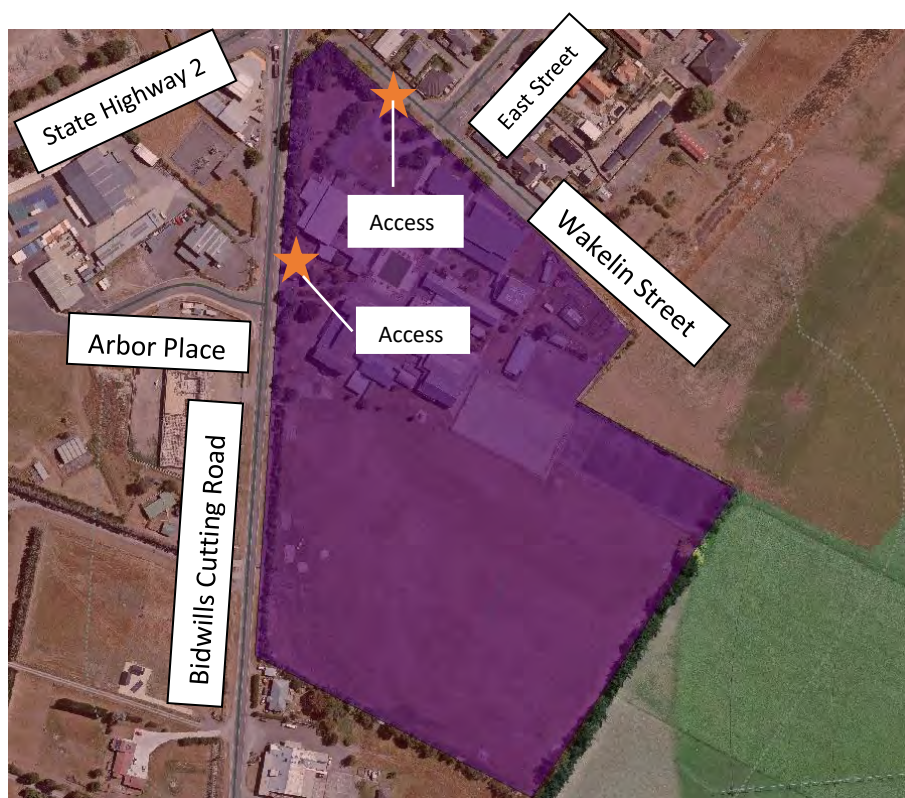 State Highway 2
East Street
Access
Wakelin Street
Access
Arbor Place
Bidwills Cutting Road